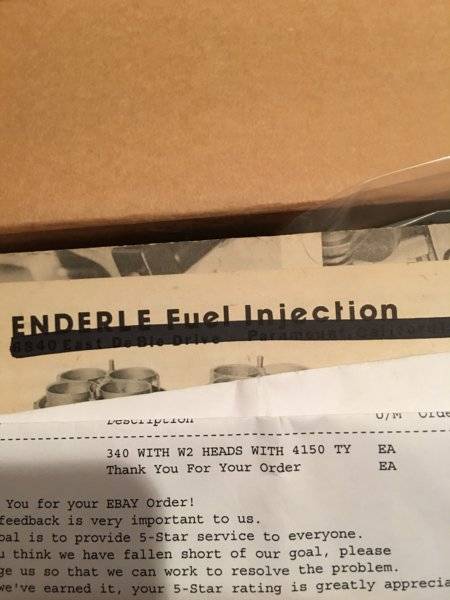 ENDERLE Fuel Injection
6840 East De Bie Drive Paramount, Californi
Description U/M Orde
340 WITH W2 HEADS WITH 4150 TY EA
Thank You For Your Order EA
You for your EBAY Order!
feedback is very important to us.
oal is to provide 5-Star service to everyone.
u think we have fallen short of our goal, please
ge us so that we can work to resolve the problem.
we've earned it, your 5-Star rating is greatly apprecia